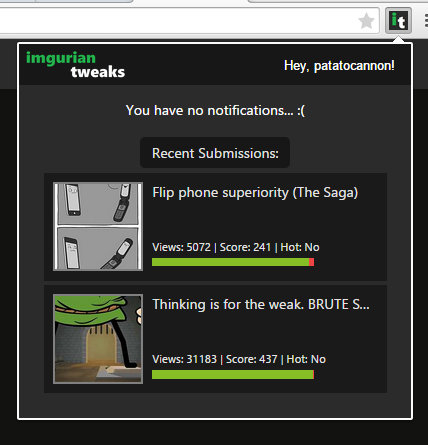 it
imgurian
tweaks
Hey, patatocannon!
You have no notifications... :(
Recent Submissions:
Flip phone superiority (The Saga)
Views: 5072 | Score: 241 | Hot: No
Thinking is for the weak. BRUTE S...
Views: 31183 | Score: 437 | Hot: No